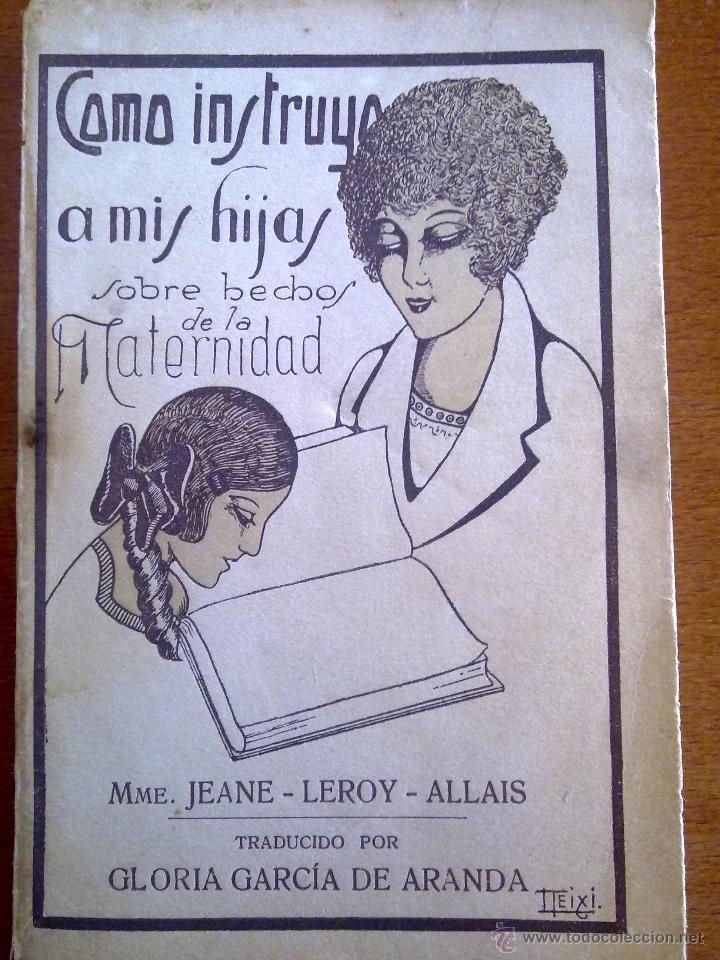 Como instruyo
a mis hijas
sobre hechos
de la
Maternidad
MME. JEANE - LEROY - ALLAIS
TRADUCIDO POR
GLORIA GARCÍA DE ARANDA
TEIXI.
www.todocoleccion.net